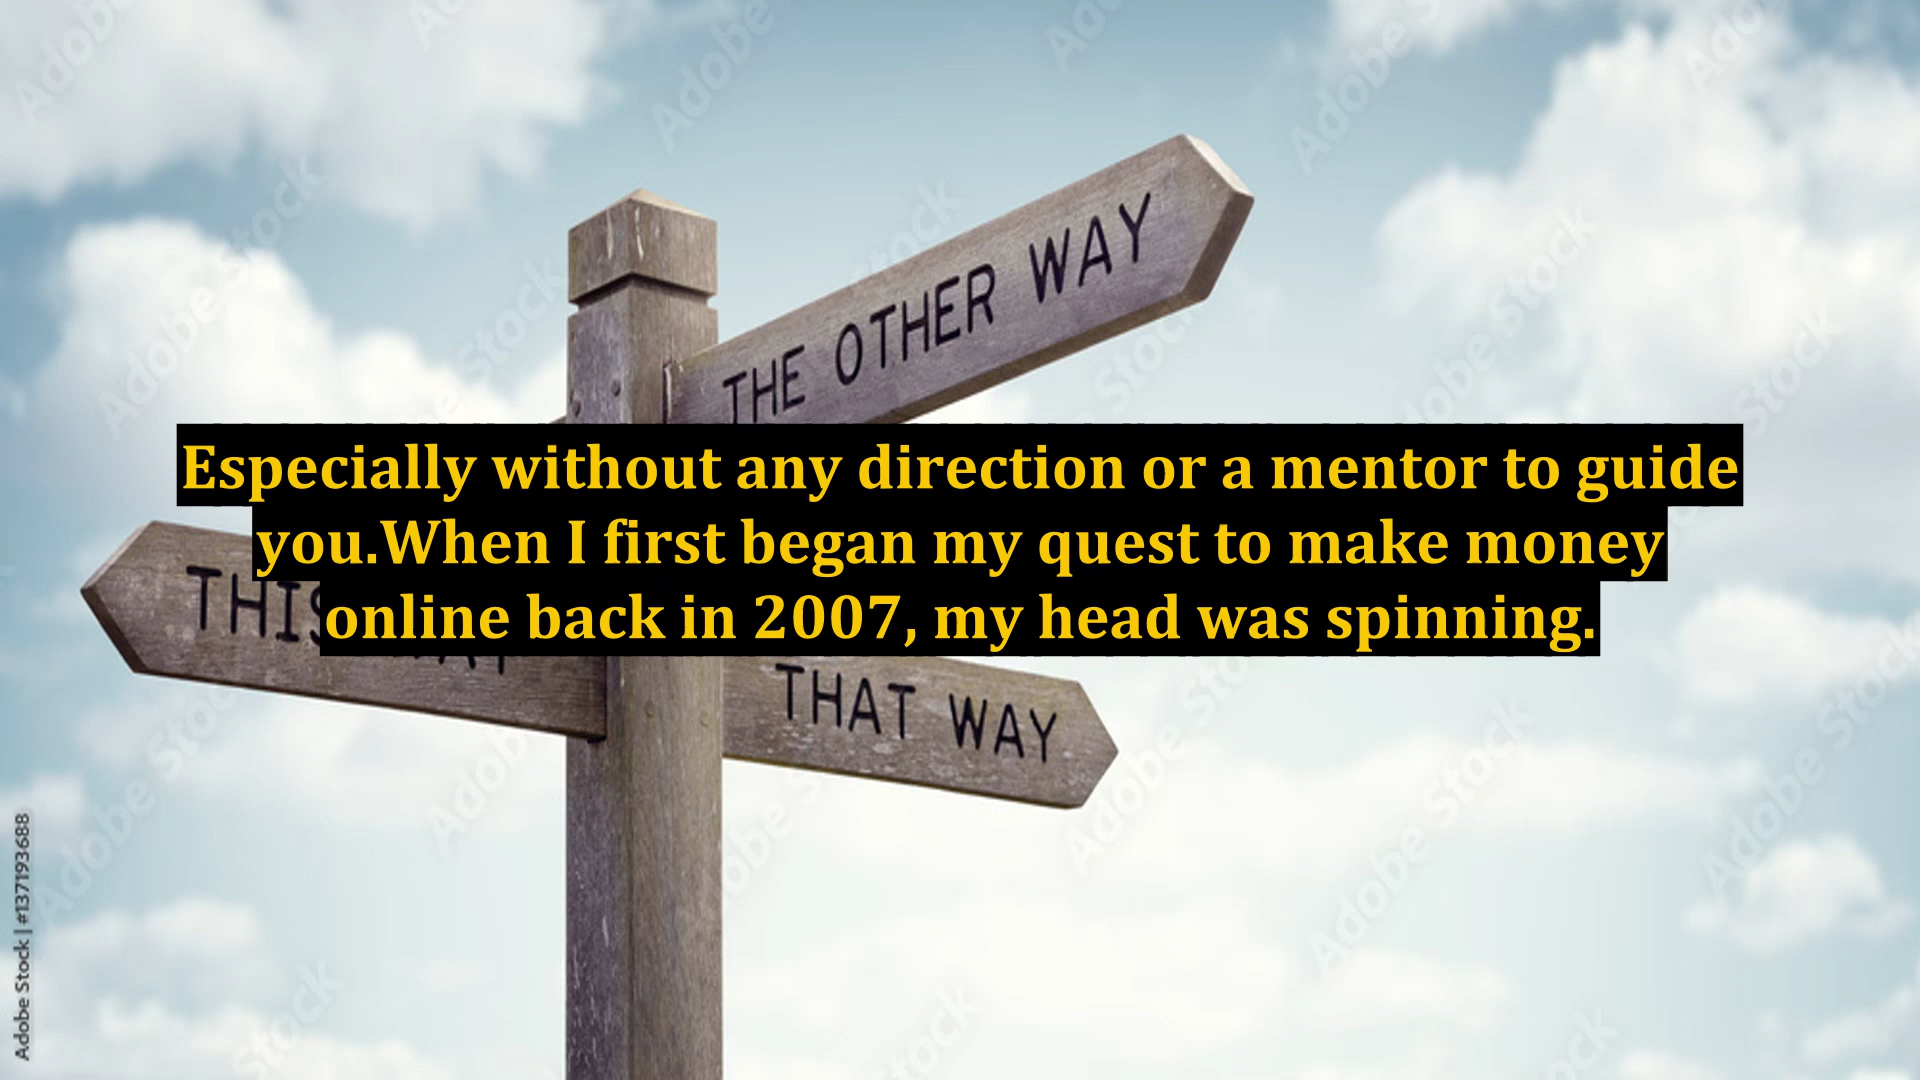 THE OTHER WAY
Especially without any direction or a mentor to guide
you.When I first began my quest to make money
online back in 2007, my head was spinning.
THIS
THAT WAY
Adobe Stock | #137193688